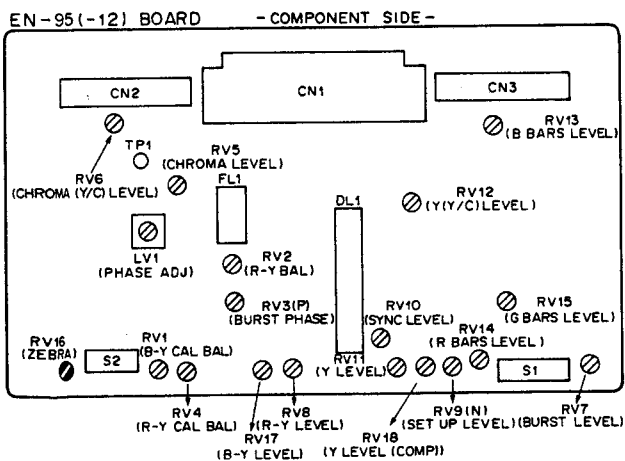 EN-95(-12) BOARD -COMPONENT SIDE-
CN2
CN1
CN3
RV13
(B BARS LEVEL)
TP1
RV5
(CHROMA LEVEL)
RV6
(CHROMA (Y/C) LEVEL)
FL1
DL1
RV12
(Y(Y/C) LEVEL)
LV1
(PHASE ADJ)
RV2
(R-Y BAL)
RV3(P)
(BURST PHASE)
RV10
(SYNC LEVEL)
RV15
(G BARS LEVEL)
RV16
(ZEBRA)
S2
RV1
(B-Y CAL BAL)
RV11
(Y LEVEL)
RV14
(R BARS LEVEL)
S1
RV4
(R-Y CAL BAL)
RV17
(B-Y LEVEL)
RV8
(R-Y LEVEL)
RV18
(Y LEVEL (COMP))
RV9(N)
(SET UP LEVEL)
RV7
(BURST LEVEL)